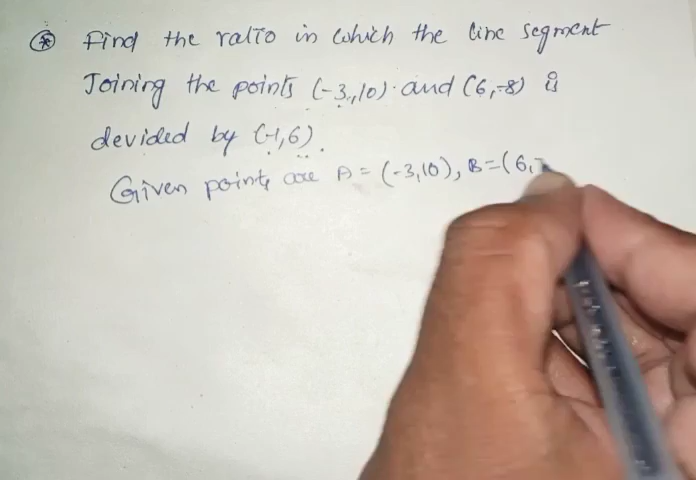 * Find the ratio in which the line segment
Joining the points (-3,10) and (6,-8) is
devided by (-1,6).
Given points are A = (-3,10), B = (6,-